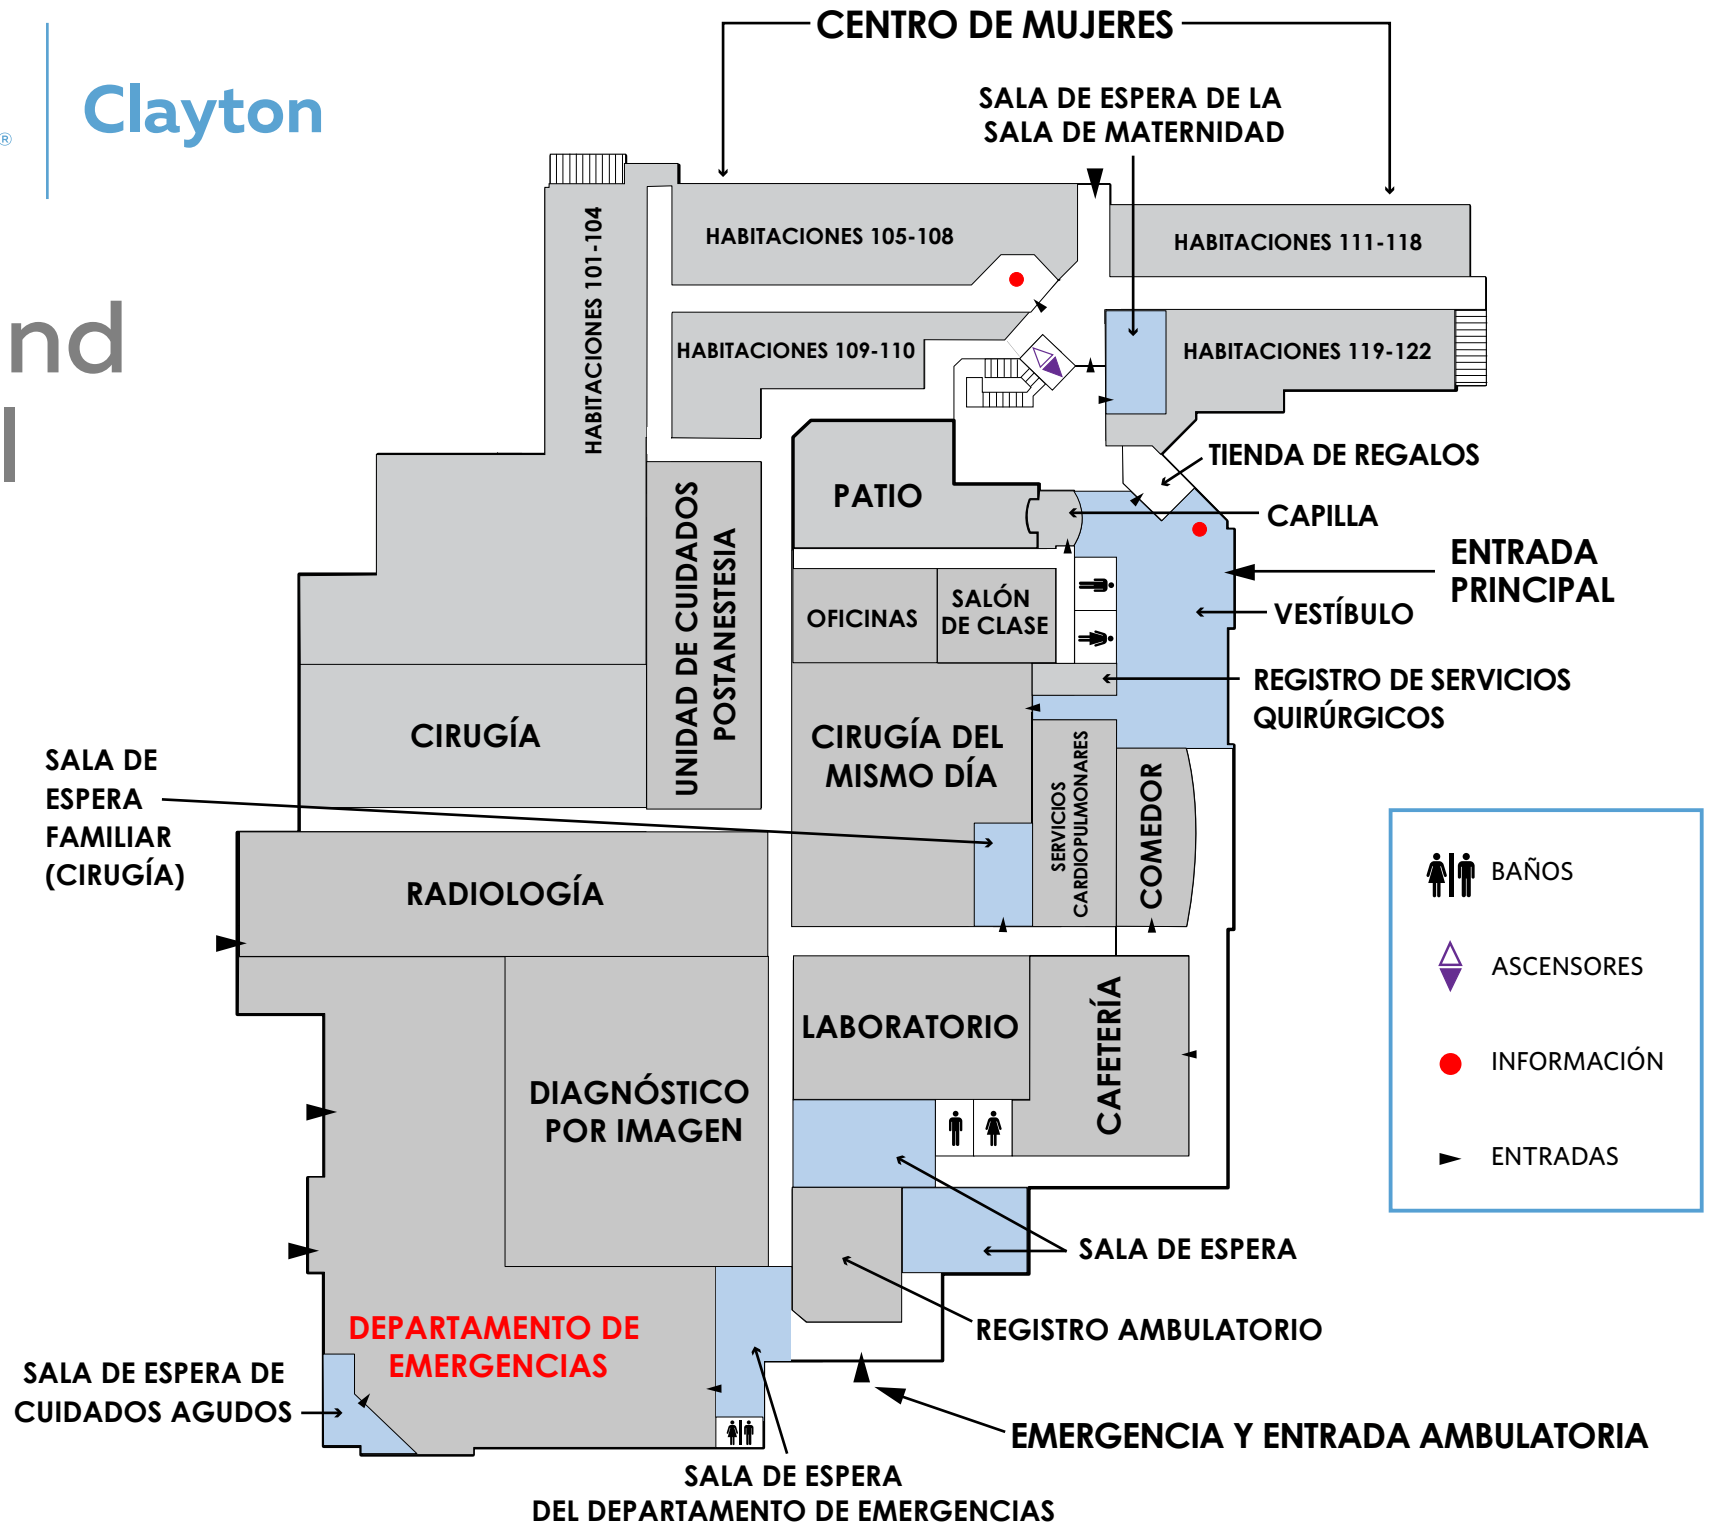 CENTRO DE MUJERES
®
Clayton
SALA DE ESPERA DE LA
SALA DE MATERNIDAD
HABITACIONES 101-104
HABITACIONES 105-108
HABITACIONES 111-118
nd
l
HABITACIONES 109-110
HABITACIONES 119-122
TIENDA DE REGALOS
PATIO
CAPILLA
ENTRADA
PRINCIPAL
UNIDAD DE CUIDADOS
POSTANESTESIA
OFICINAS
SALÓN
DE CLASE
VESTÍBULO
REGISTRO DE SERVICIOS
QUIRÚRGICOS
CIRUGÍA
CIRUGÍA DEL
MISMO DÍA
SERVICIOS
CARDIOPULMONARES
COMEDOR
SALA DE
ESPERA
FAMILIAR
(CIRUGÍA)
RADIOLOGÍA
BAÑOS
ASCENSORES
INFORMACIÓN
ENTRADAS
LABORATORIO
CAFETERÍA
DIAGNÓSTICO
POR IMAGEN
SALA DE ESPERA
REGISTRO AMBULATORIO
DEPARTAMENTO DE
EMERGENCIAS
SALA DE ESPERA DE
CUIDADOS AGUDOS
EMERGENCIA Y ENTRADA AMBULATORIA
SALA DE ESPERA
DEL DEPARTAMENTO DE EMERGENCIAS